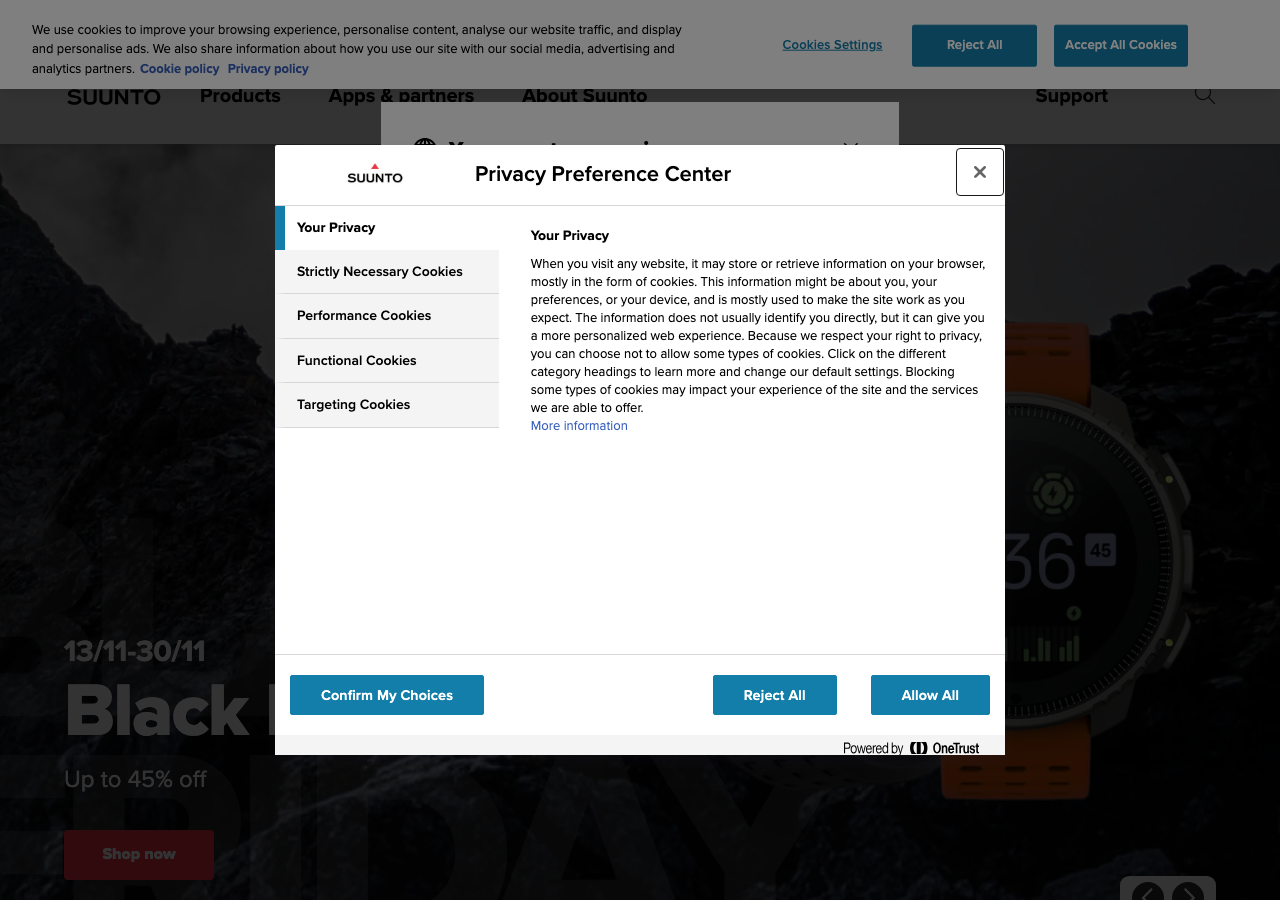 We use cookies to improve your browsing experience, personalise content, analyse our website traffic, and display
and personalise ads. We also share information about how you use our site with our social media, advertising and
analytics partners. Cookie policy Privacy policy
Cookies Settings
Reject All
Accept All Cookies
SUUNTO
Products
Apps & partners
About Suunto
Support
SUUNTO
Privacy Preference Center
Your Privacy
Strictly Necessary Cookies
Performance Cookies
Functional Cookies
Targeting Cookies
Your Privacy
When you visit any website, it may store or retrieve information on your browser,
mostly in the form of cookies. This information might be about you, your
preferences, or your device, and is mostly used to make the site work as you
expect. The information does not usually identify you directly, but it can give you
a more personalized web experience. Because we respect your right to privacy,
you can choose not to allow some types of cookies. Click on the different
category headings to learn more and change our default settings. Blocking
some types of cookies may impact your experience of the site and the services
we are able to offer.
More information
36
45
13/11-30/11
Black
Up to 45% off
Shop now
FRIDAY
Confirm My Choices
Reject All
Allow All
Powered by OneTrust